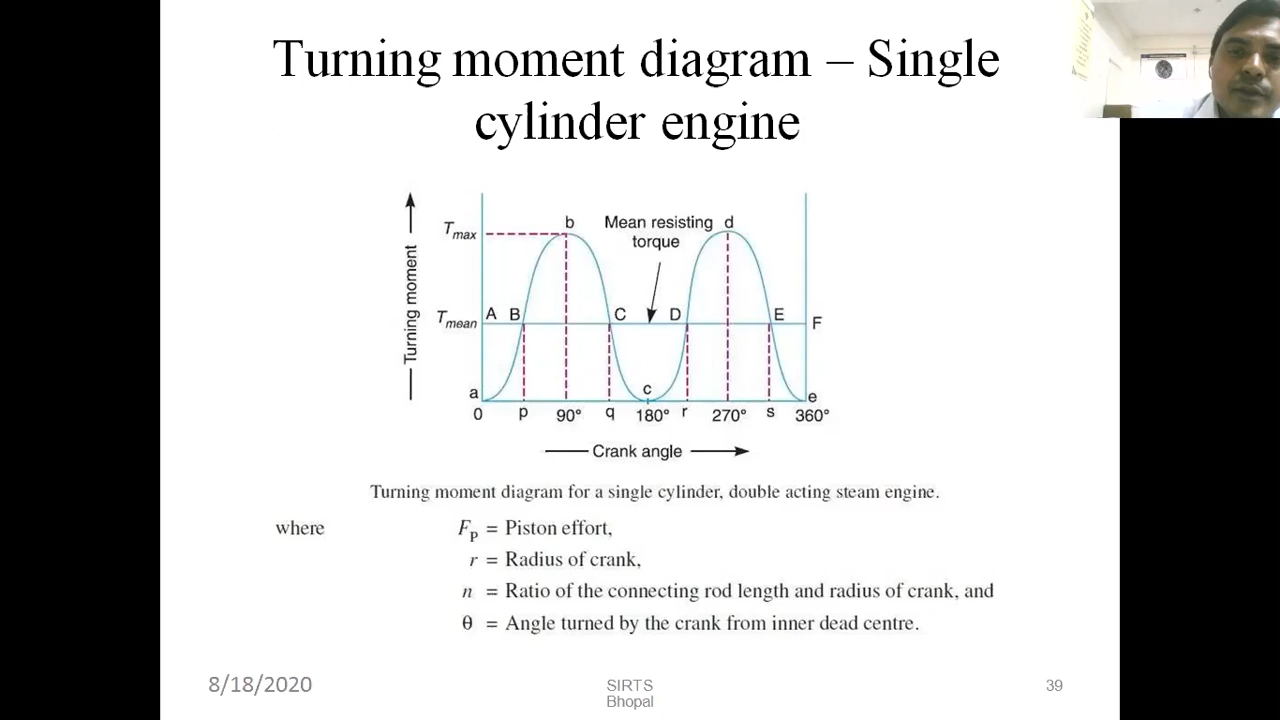 Turning moment diagram – Single
cylinder engine
Turning moment
T max
T mean
b
Mean resisting
torque
d
A B C D E F
a c e
0 p 90° q 180° r 270° s 360°
Crank angle
Turning moment diagram for a single cylinder, double acting steam engine.
where F P = Piston effort,
r = Radius of crank,
n = Ratio of the connecting rod length and radius of crank, and
θ = Angle turned by the crank from inner dead centre.
8/18/2020
SIRTS
Bhopal
39